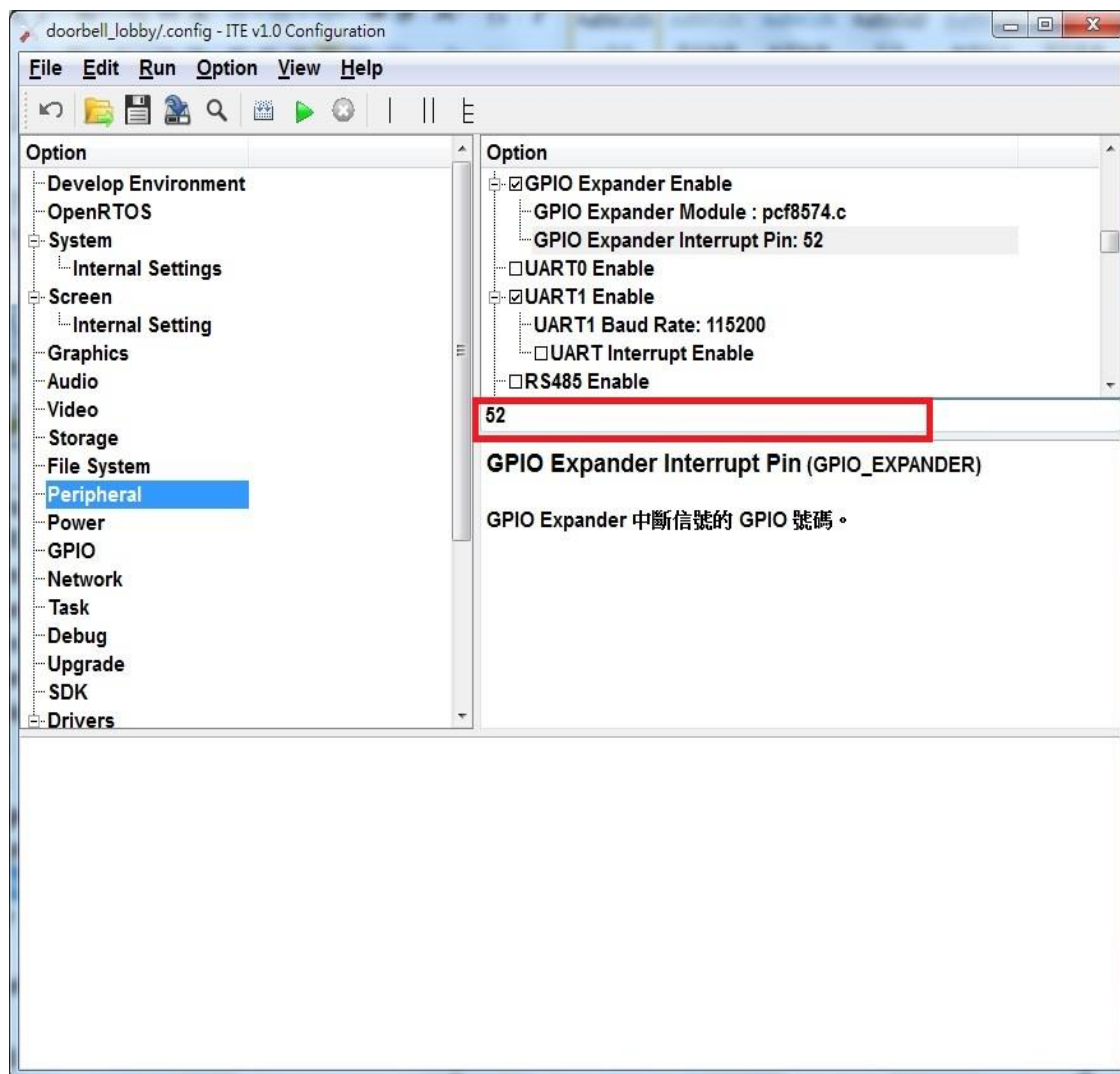 doorbell_lobby/.config - ITE v1.0 Configuration
File Edit Run Option View Help
Option
Develop Environment
OpenRTOS
System
Internal Settings
Screen
Internal Setting
Graphics
Audio
Video
Storage
File System
Peripheral
Power
GPIO
Network
Task
Debug
Upgrade
SDK
Drivers
Option
GPIO Expander Enable
GPIO Expander Module : pcf8574.c
GPIO Expander Interrupt Pin: 52
UART0 Enable
UART1 Enable
UART1 Baud Rate: 115200
UART Interrupt Enable
RS485 Enable
52
GPIO Expander Interrupt Pin (GPIO_EXPANDER)
GPIO Expander 中斷信號的 GPIO 號碼。